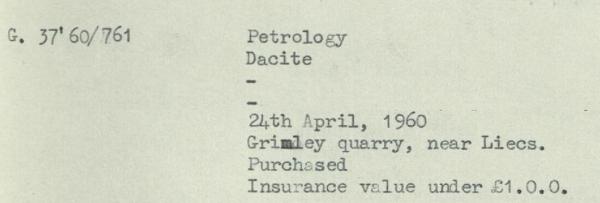 G. 37'60/761 Petrology
Dacite
-
-
24th April, 1960
Grimley quarry, near Liecs.
Purchased
Insurance value under £1.0.0.